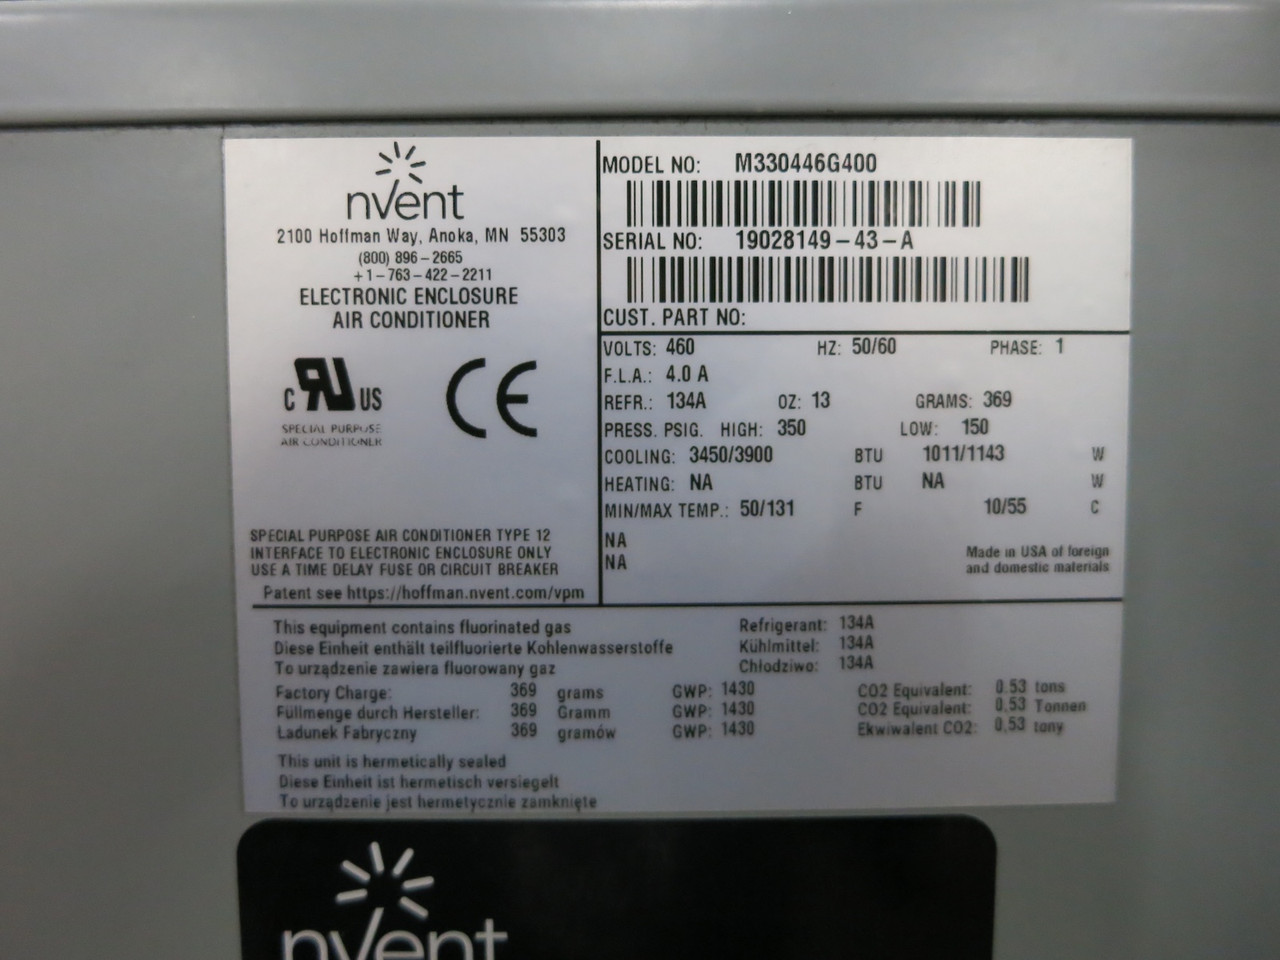 nVent
2100 Hoffman Way, Anoka, MN 55303
(800) 896-2665
+1-763-422-2211
ELECTRONIC ENCLOSURE
AIR CONDITIONER
C RU US
CE
SPECIAL PURPOSE
AIR CONDITIONER
SPECIAL PURPOSE AIR CONDITIONER TYPE 12
INTERFACE TO ELECTRONIC ENCLOSURE ONLY
USE A TIME DELAY FUSE OR CIRCUIT BREAKER
Patent see https://hoffman.nvent.com/vpm
MODEL NO: M330446G400
SERIAL NO: 19028149-43-A
CUST. PART NO:
VOLTS: 460 HZ: 50/60 PHASE: 1
F.L.A.: 4.0 A
REFR.: 134A OZ: 13 GRAMS: 369
PRESS. PSIG. HIGH: 350 LOW: 150
COOLING: 3450/3900 BTU 1011/1143 W
HEATING: NA BTU NA W
MIN/MAX TEMP.: 50/131 F 10/55 C
NA
NA
Made in USA of foreign
and domestic materials
This equipment contains fluorinated gas Refrigerant: 134A
Diese Einheit enthält teilfluorierte Kohlenwasserstoffe Kühlmittel: 134A
To urządzenie zawiera fluorowany gaz Chłodziwo: 134A
Factory Charge: 369 grams GWP: 1430 CO2 Equivalent: 0.53 tons
Füllmenge durch Hersteller: 369 Gramm GWP: 1430 CO2 Equivalent: 0.53 Tonnen
Ładunek Fabryczny 369 gramów GWP: 1430 Ekwiwalent CO2: 0,53 tony
This unit is hermetically sealed
Diese Einheit ist hermetisch versiegelt
To urządzenie jest hermetycznie zamknięte
nVent